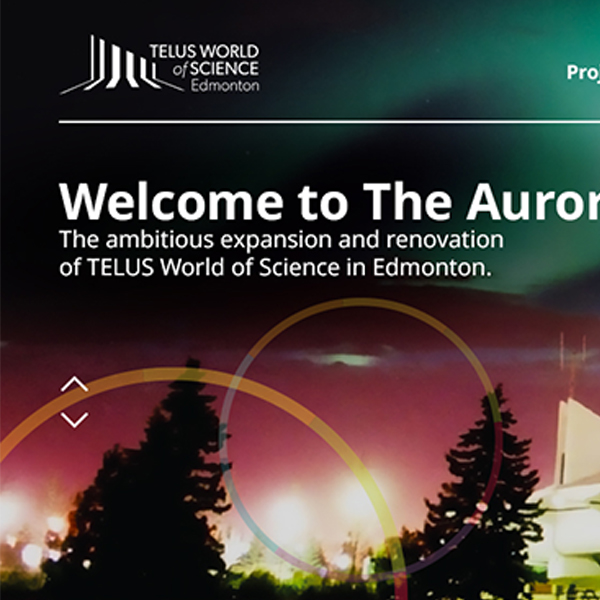 TELUS WORLD
of SCIENCE
Edmonton
Proj
Welcome to The Auror
The ambitious expansion and renovation
of TELUS World of Science in Edmonton.